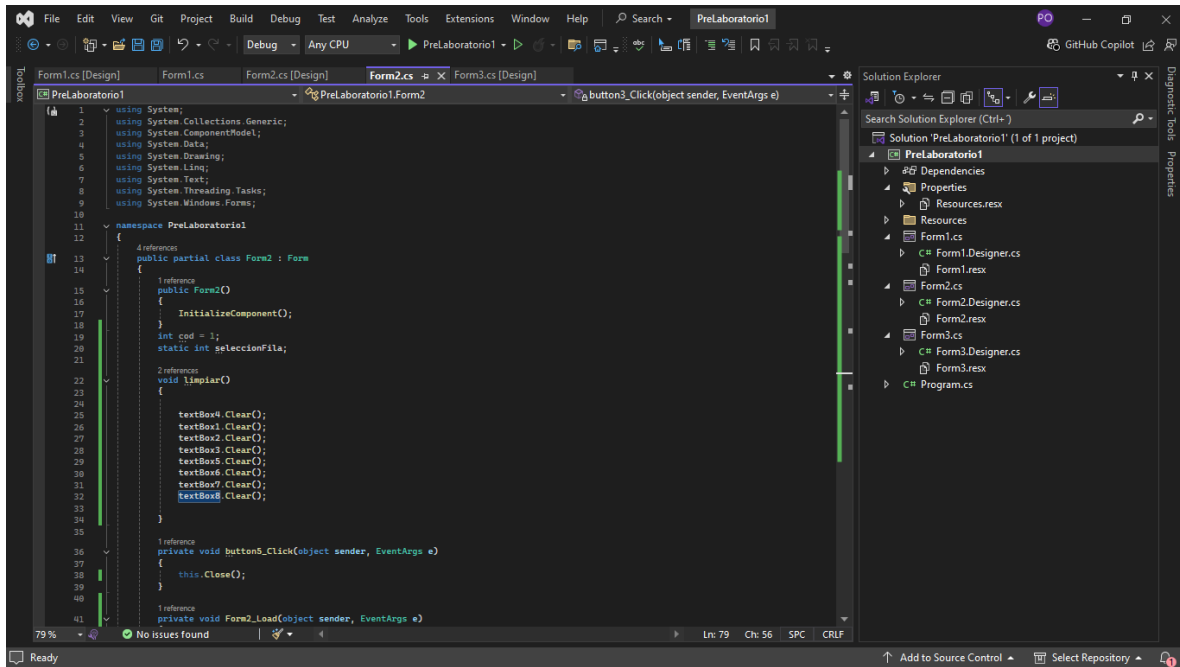 File Edit View Git Project Build Debug Test Analyze Tools Extensions Window Help Search PreLaboratorio1 PO
Debug Any CPU PreLaboratorio1 GitHub Copilot
Toolbox
Form1.cs [Design] Form1.cs Form2.cs [Design] Form2.cs Form3.cs [Design]
PreLaboratorio1 PreLaboratorio1.Form2 button3_Click(object sender, EventArgs e)
1 using System;
2 using System.Collections.Generic;
3 using System.ComponentModel;
4 using System.Data;
5 using System.Drawing;
6 using System.Linq;
7 using System.Text;
8 using System.Threading.Tasks;
9 using System.Windows.Forms;
10
11 namespace PreLaboratorio1
12 {
4 references
13 public partial class Form2 : Form
14 {
1 reference
15 public Form2()
16 {
17 InitializeComponent();
18 }
19 int cod = 1;
20 static int seleccionFila;
21
2 references
22 void limpiar()
23 {
24
25 textBox4.Clear();
26 textBox1.Clear();
27 textBox2.Clear();
28 textBox3.Clear();
29 textBox5.Clear();
30 textBox6.Clear();
31 textBox7.Clear();
32 textBox8.Clear();
33
34 }
35
1 reference
36 private void button5_Click(object sender, EventArgs e)
37 {
38 this.Close();
39 }
40
1 reference
41 private void Form2_Load(object sender, EventArgs e)
79 % No issues found Ln: 79 Ch: 56 SPC CRLF
Solution Explorer
Search Solution Explorer (Ctrl+´)
Solution 'PreLaboratorio1' (1 of 1 project)
PreLaboratorio1
Dependencies
Properties
Resources.resx
Resources
Form1.cs
C# Form1.Designer.cs
Form1.resx
Form2.cs
C# Form2.Designer.cs
Form2.resx
Form3.cs
C# Form3.Designer.cs
Form3.resx
C# Program.cs
Diagnostic Tools
Properties
Ready Add to Source Control Select Repository 1